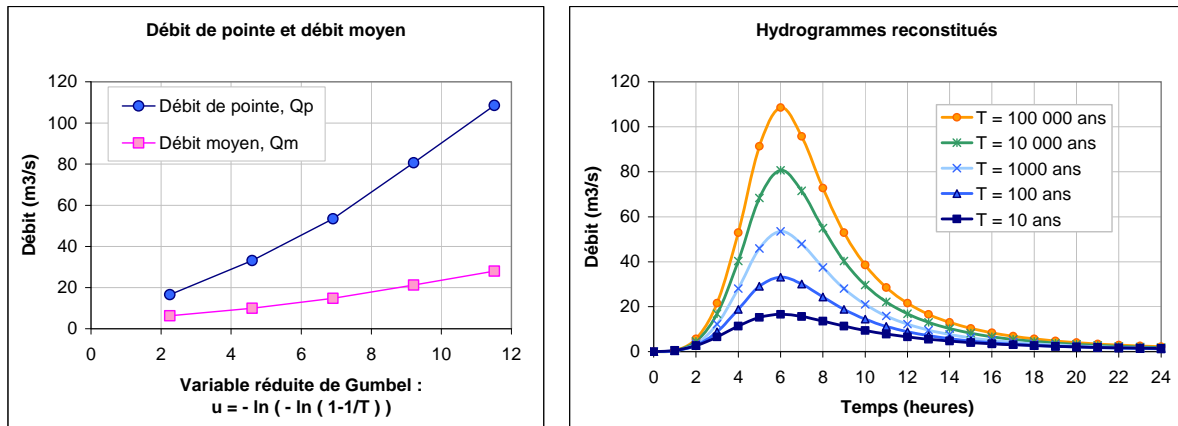 Débit de pointe et débit moyen
120
100
80
60
40
20
0
Débit (m3/s)
Débit de pointe, Qp
Débit moyen, Qm
0 2 4 6 8 10 12
Variable réduite de Gumbel :
u = - ln ( - ln ( 1-1/T ) )
Hydrogrammes reconstitués
120
100
80
60
40
20
0
Débit (m3/s)
T = 100 000 ans
T = 10 000 ans
T = 1000 ans
T = 100 ans
T = 10 ans
0 2 4 6 8 10 12 14 16 18 20 22 24
Temps (heures)